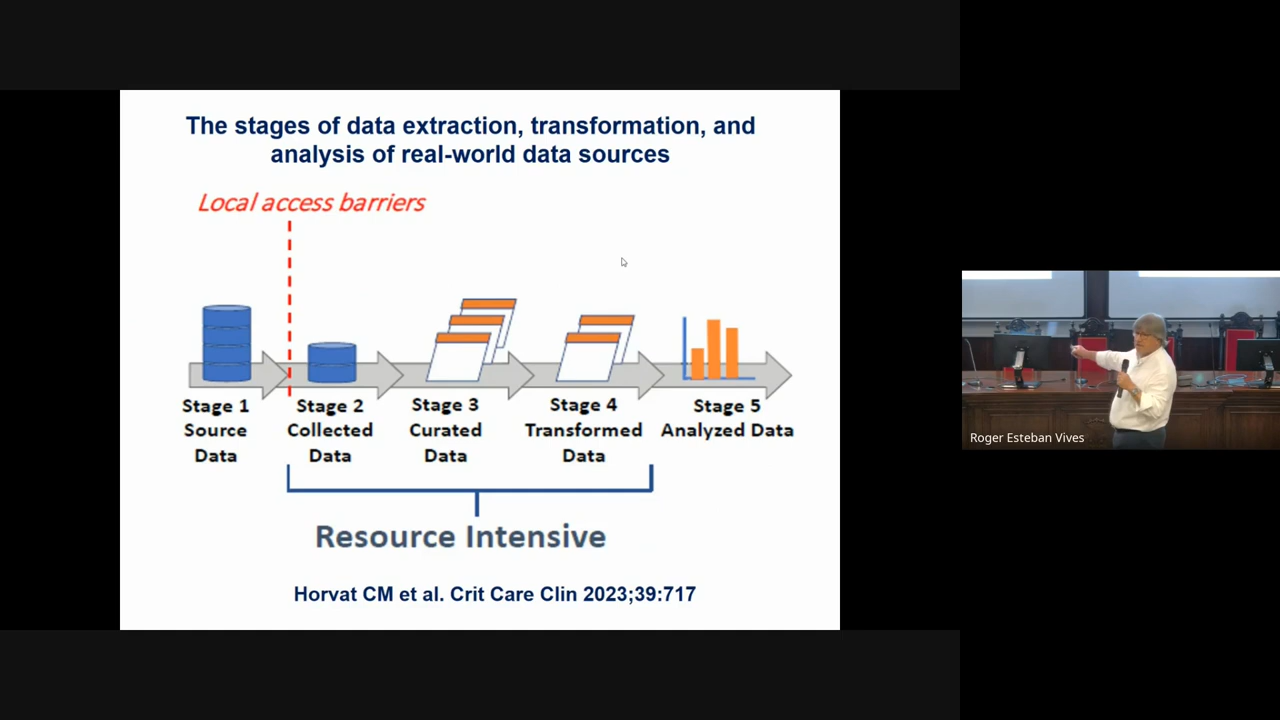 The stages of data extraction, transformation, and
analysis of real-world data sources
Local access barriers
Stage 1
Source
Data
Stage 2
Collected
Data
Stage 3
Curated
Data
Stage 4
Transformed
Data
Stage 5
Analyzed Data
Resource Intensive
Horvat CM et al. Crit Care Clin 2023;39:717
Roger Esteban Vives